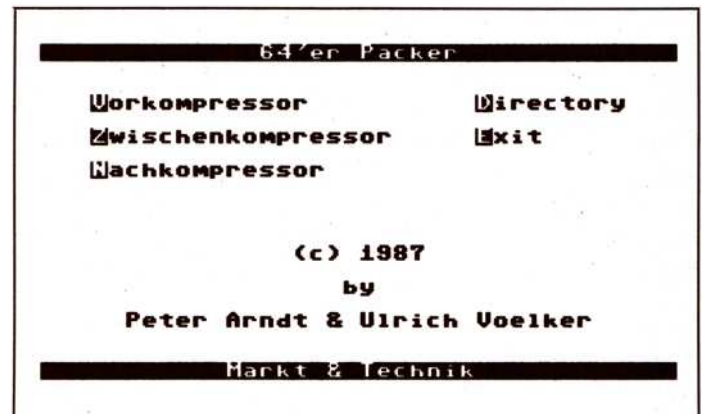 64'er Packer
Vorkompressor Directory
Zwischenkompressor Exit
Nachkompressor
(c) 1987
by
Peter Arndt & Ulrich Voelker
Markt & Technik